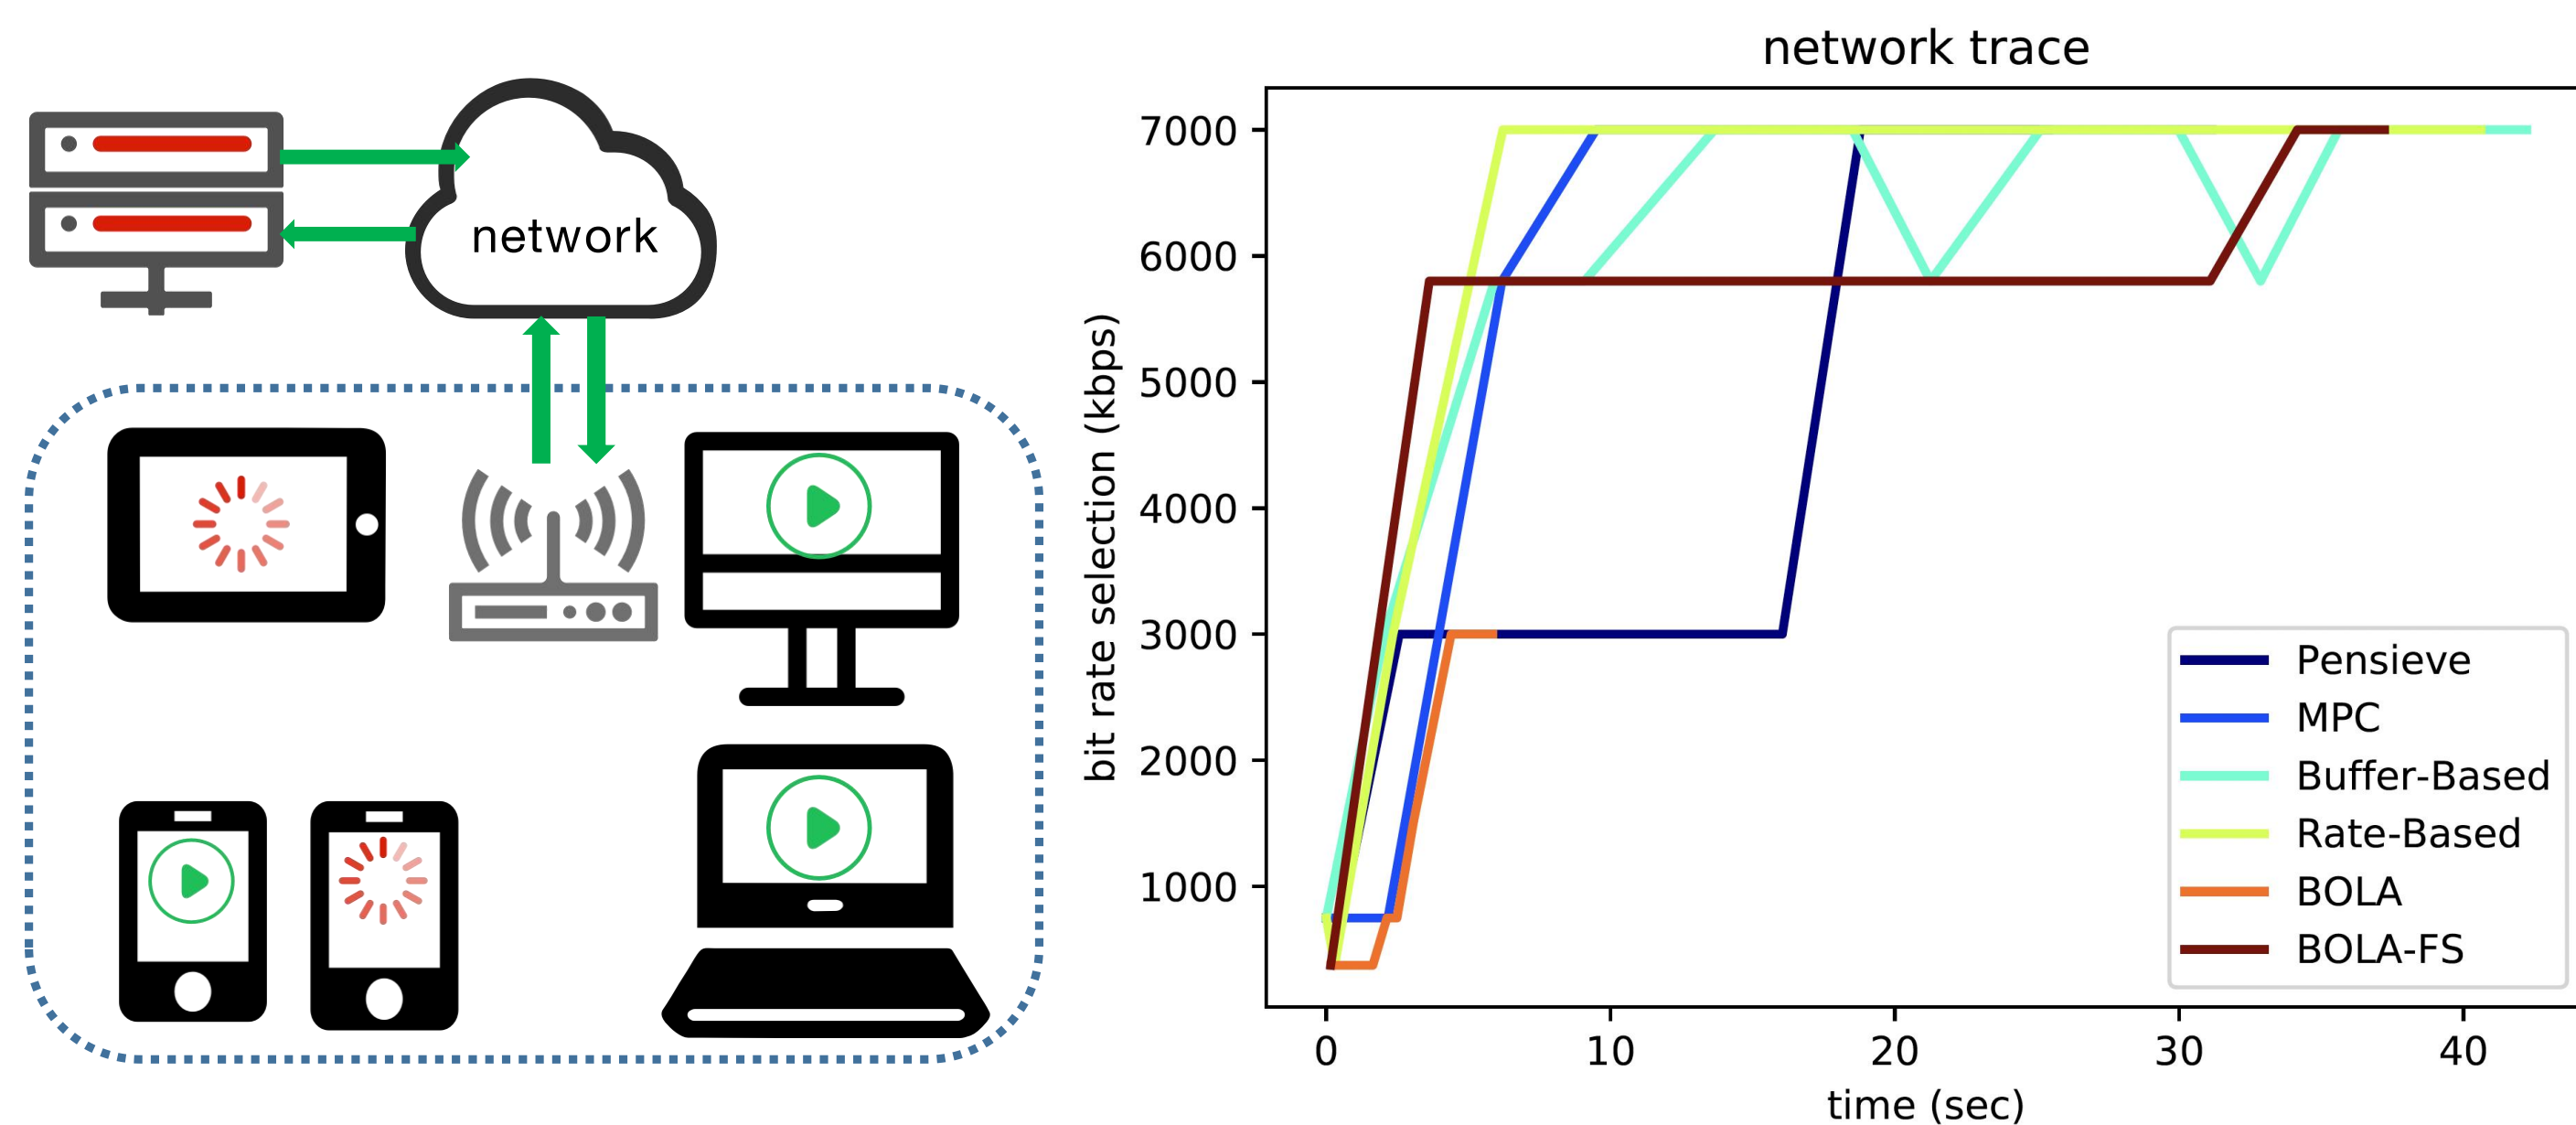 network
network trace
bit rate selection (kbps)
7000
6000
5000
4000
3000
2000
1000
0 10 20 30 40
time (sec)
Pensieve
MPC
Buffer-Based
Rate-Based
BOLA
BOLA-FS